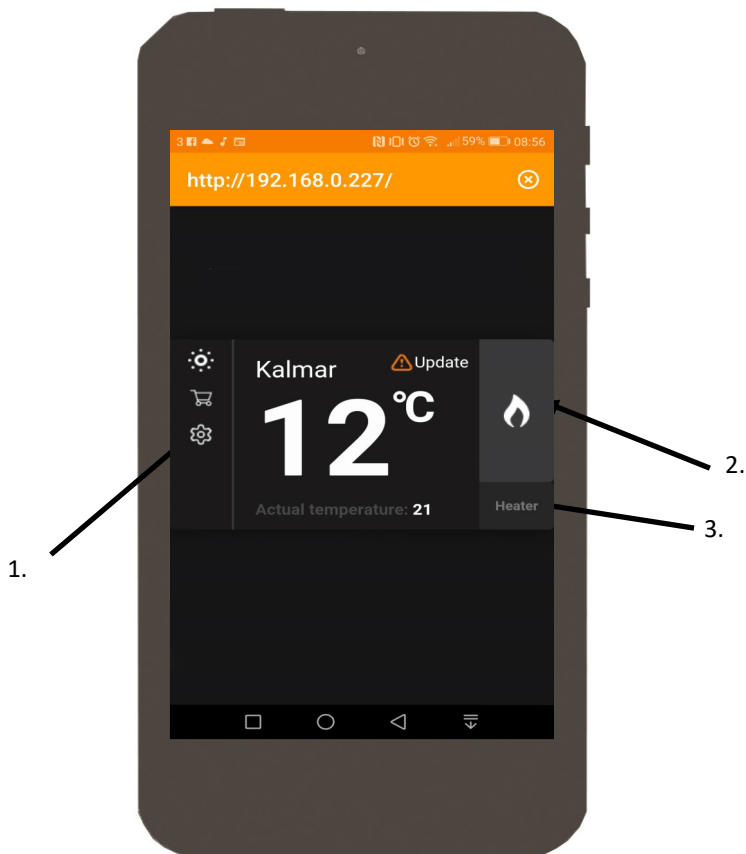 3 59% 08:56
http://192.168.0.227/
Kalmar
Update
12°C
Actual temperature: 21
Heater
1.
2.
3.